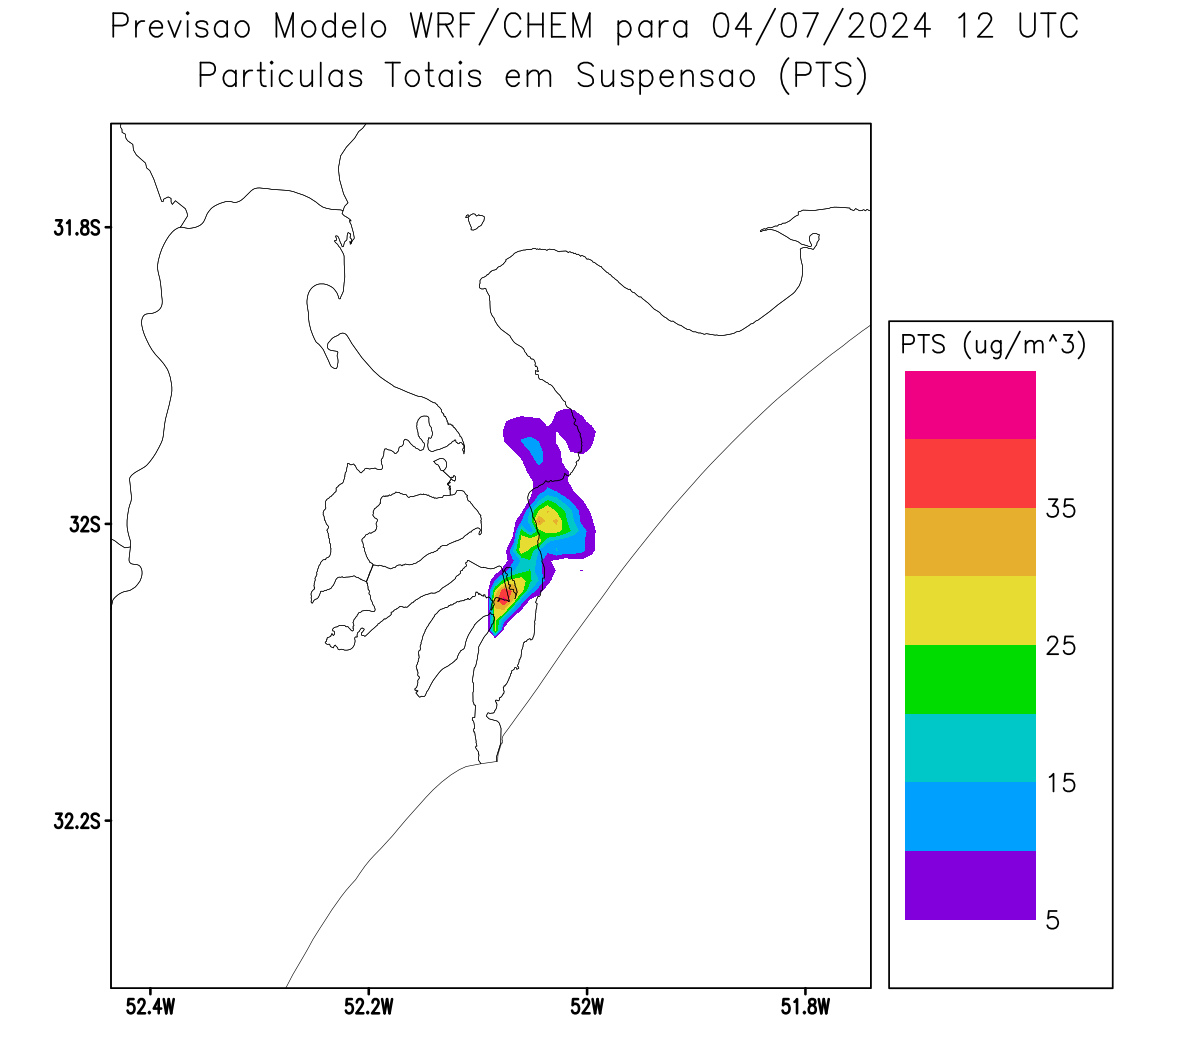 Previsao Modelo WRF/CHEM para 04/07/2024 12 UTC
Particulas Totais em Suspensao (PTS)
31.8S
32S
32.2S
52.4W 52.2W 52W 51.8W
PTS (ug/m^3)
35
25
15
5